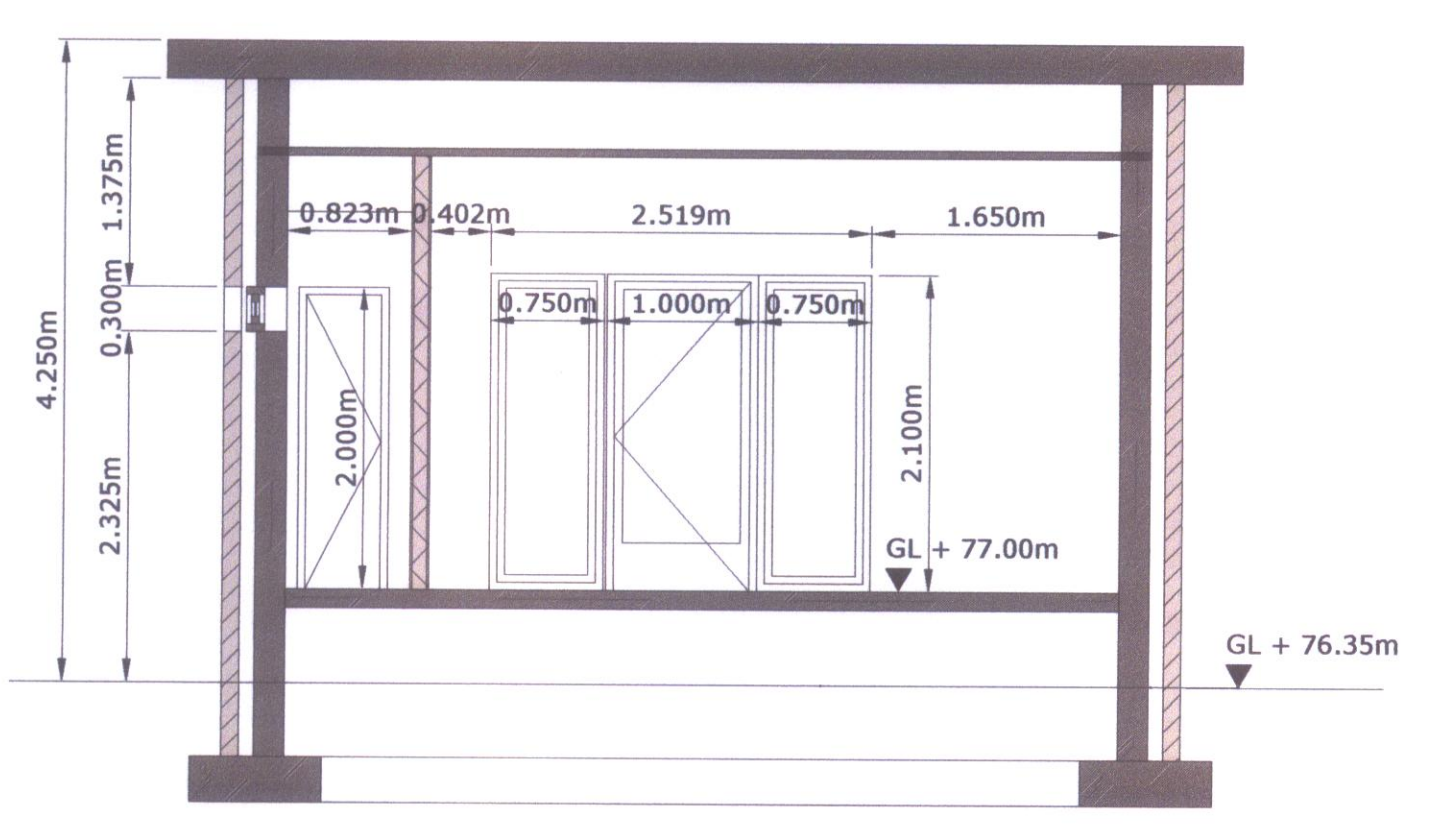 4.250m
1.375m
0.300m
2.325m
0.823m 0.402m 2.519m 1.650m
0.750m 1.000m 0.750m
2.000m
2.100m
GL + 77.00m
GL + 76.35m